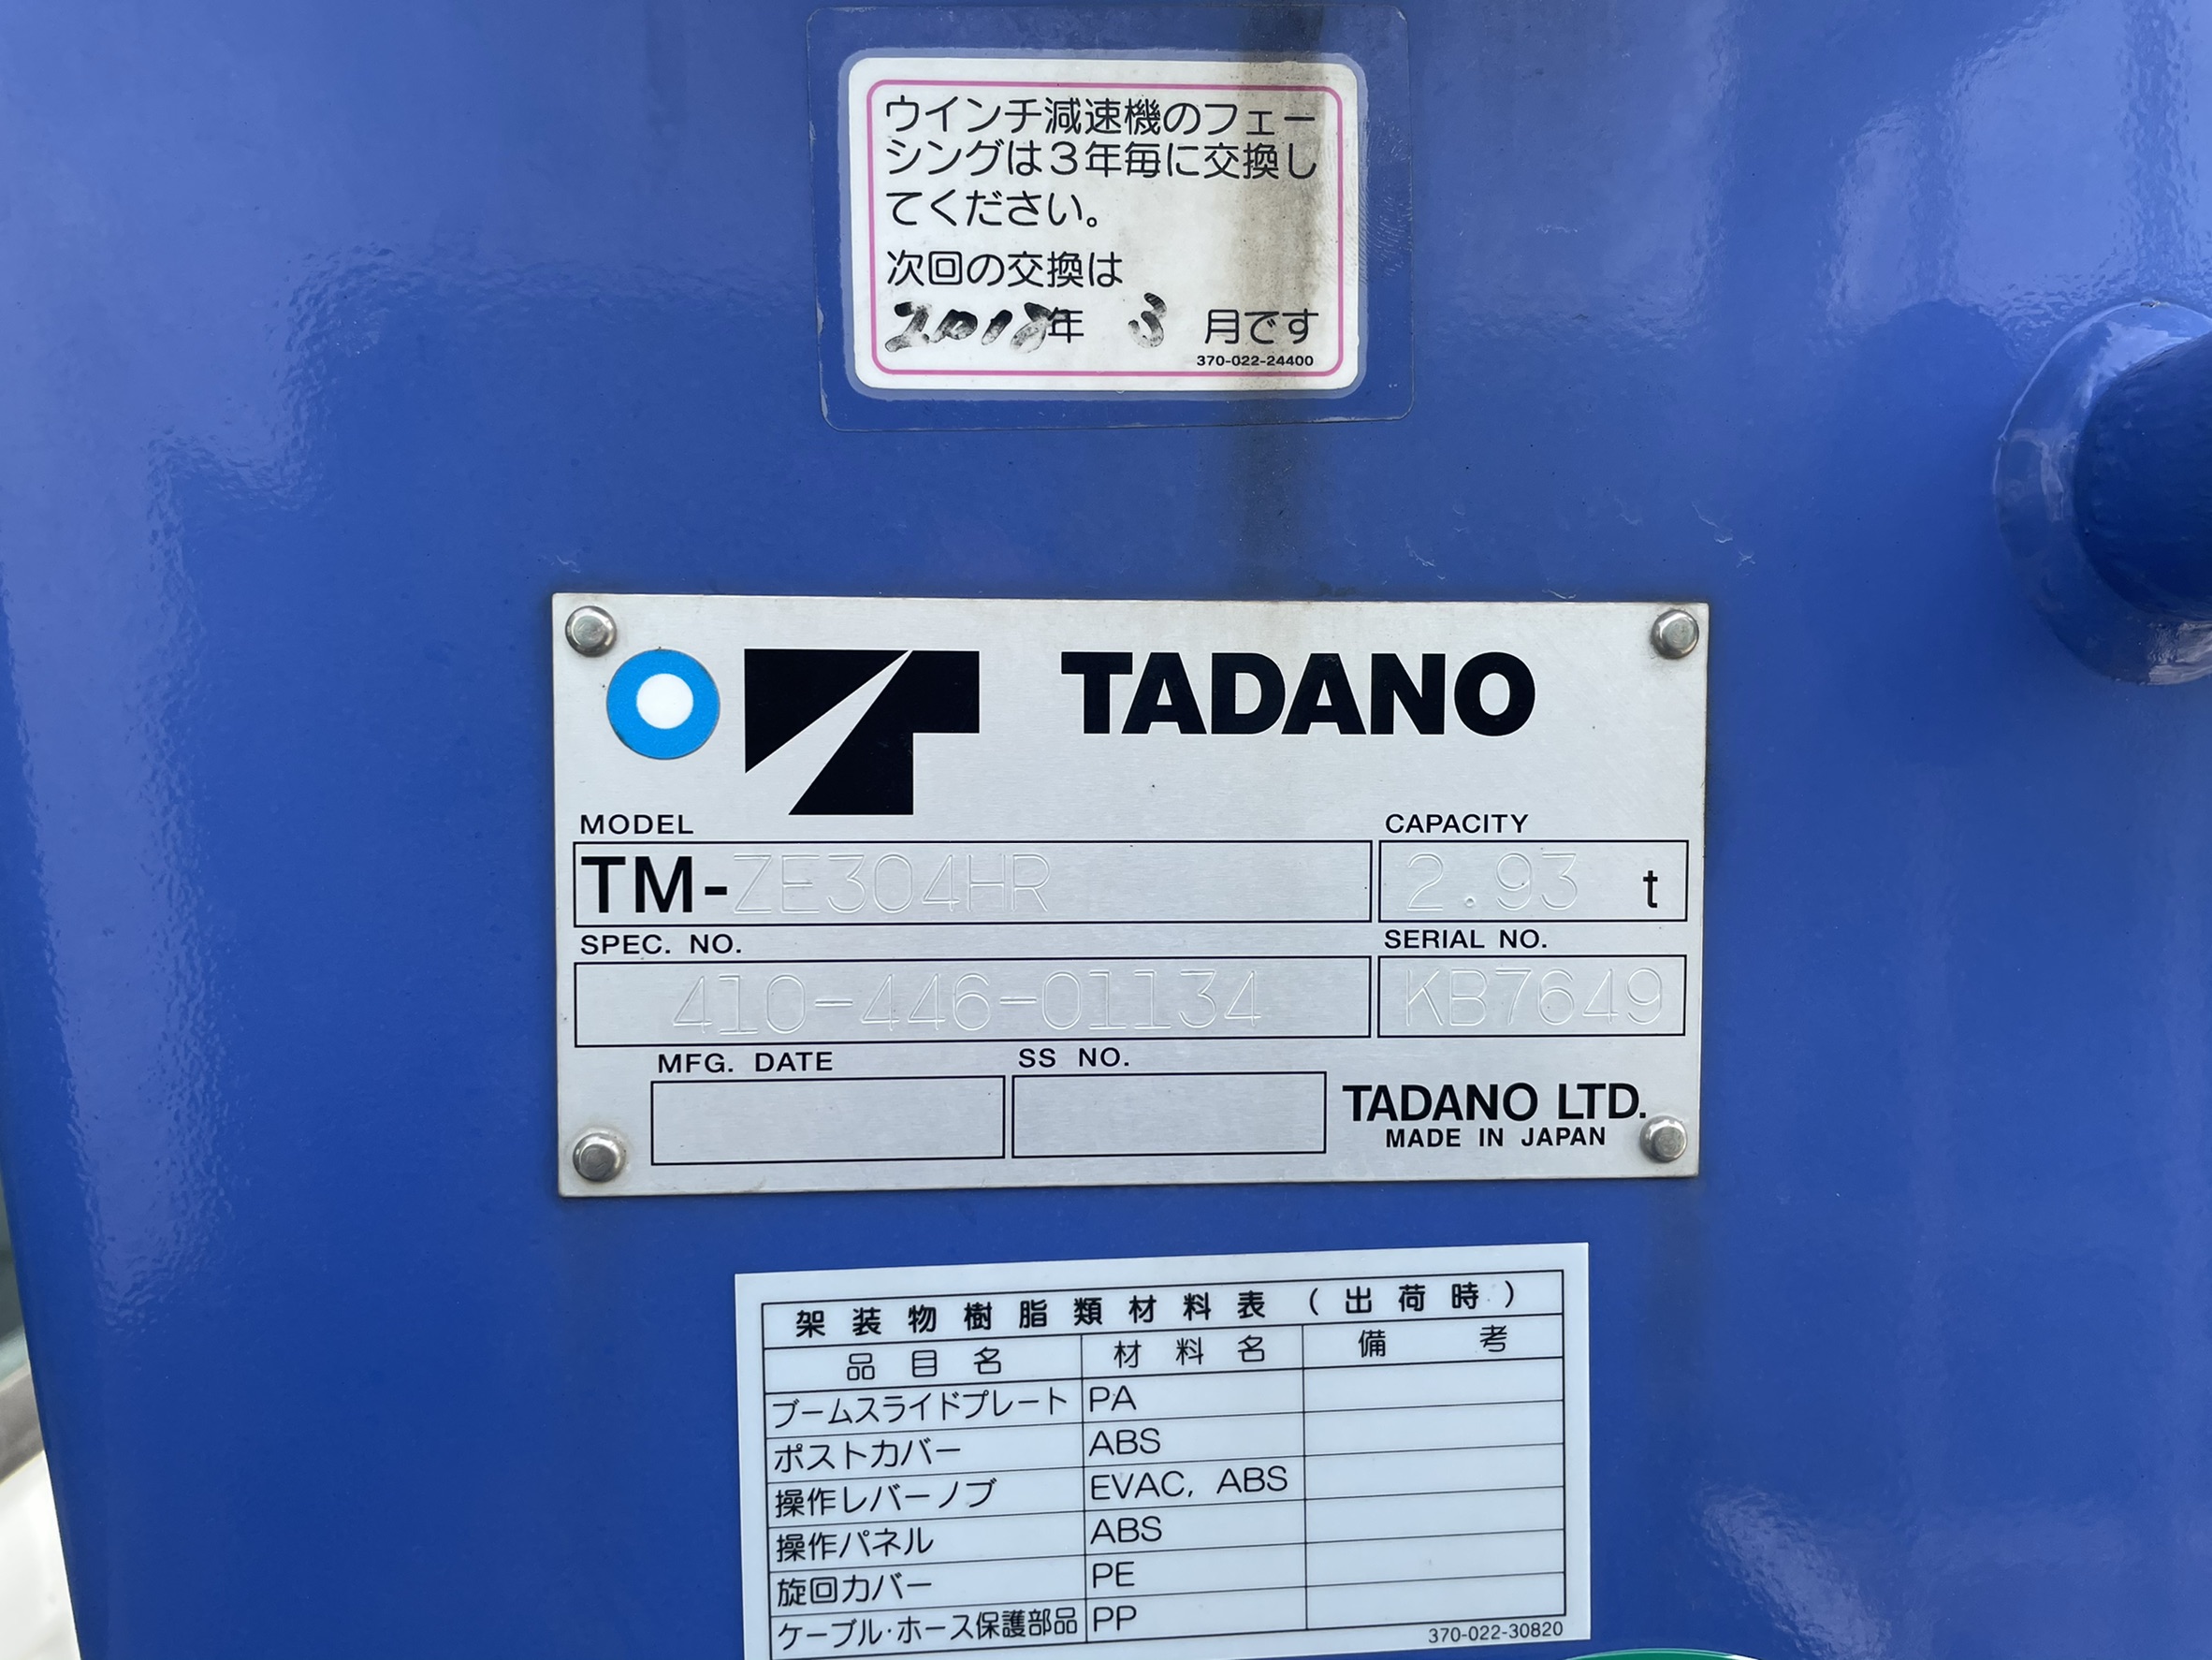 ウインチ減速機のフェー
シングは3年毎に交換し
てください。
次回の交換は
2018年 3 月です
370-022-24400
TADANO
MODEL CAPACITY
TM-ZE304HR 2.93 t
SPEC. NO. SERIAL NO.
410-446-01134 KB7649
MFG. DATE SS NO.
TADANO LTD.
MADE IN JAPAN
架装物樹脂類材料表(出荷時)
品目名 材料名 備考
ブームスライドプレート PA
ポストカバー ABS
操作レバーノブ EVAC, ABS
操作パネル ABS
旋回カバー PE
ケーブル・ホース保護部品 PP
370-022-30820